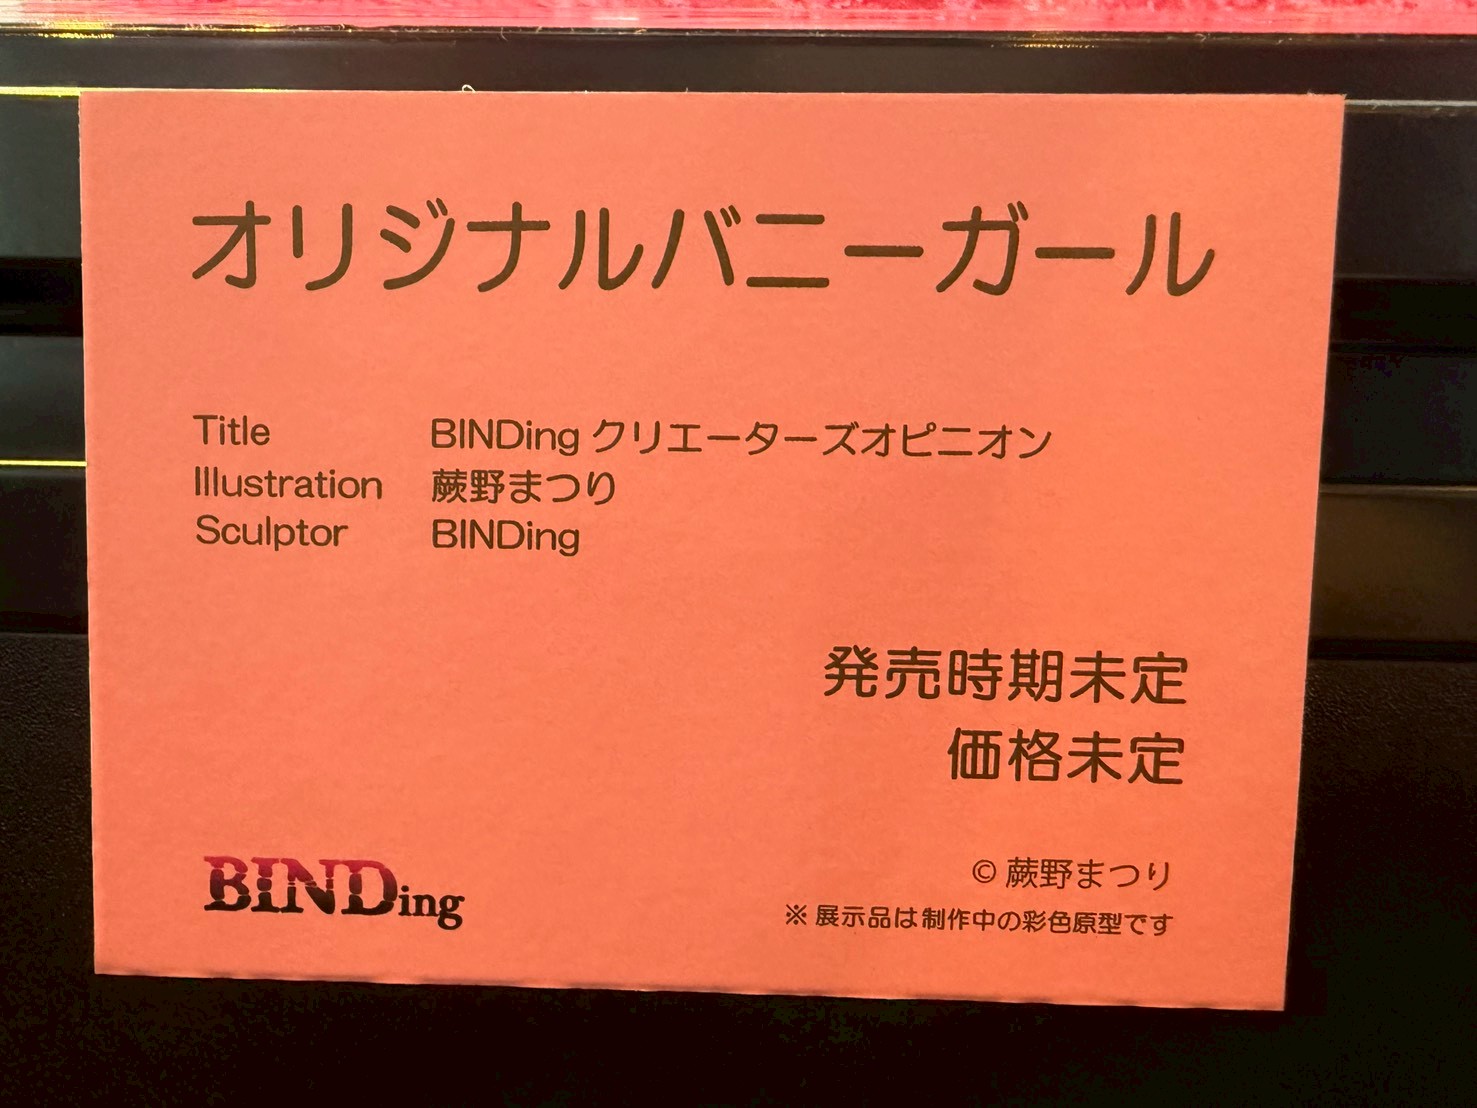 オリジナルバニーガール
Title BINDing クリエーターズオピニオン
Illustration 蕨野まつり
Sculptor BINDing
発売時期未定
価格未定
BINDing
© 蕨野まつり
※ 展示品は制作中の彩色原型です